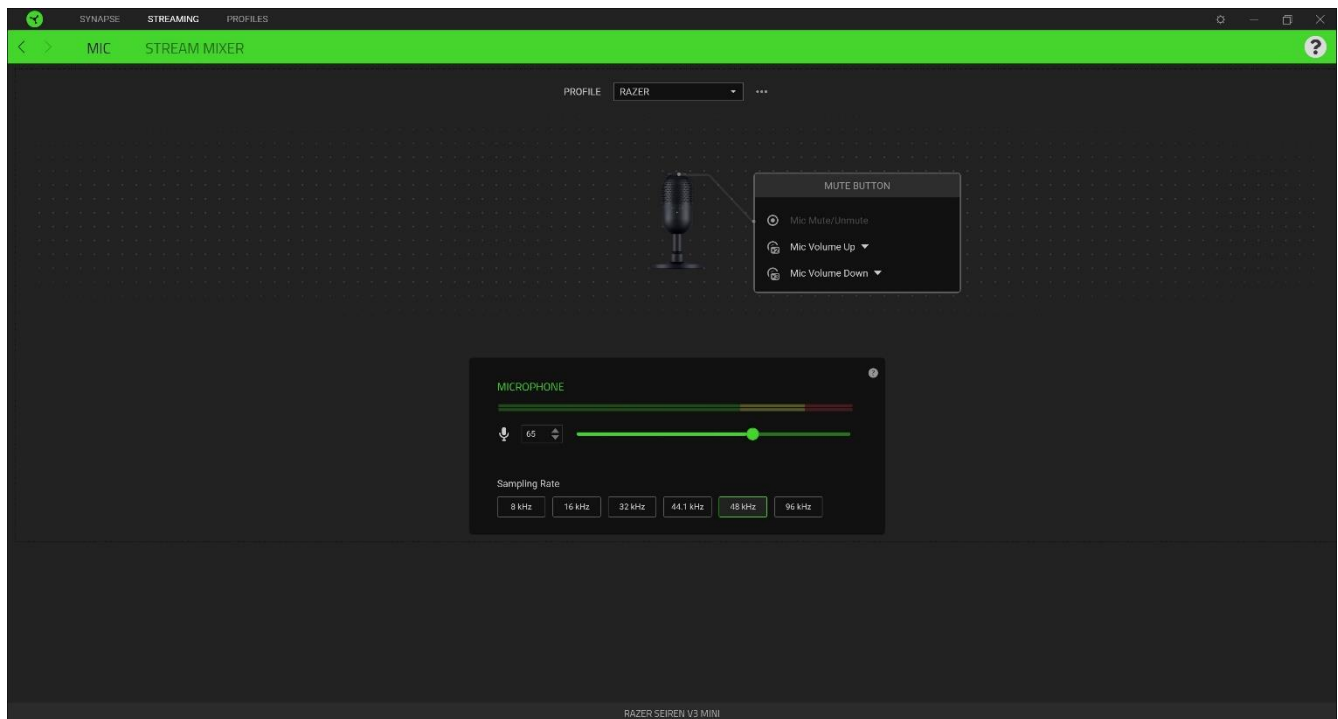 SYNAPSE STREAMING PROFILES
MIC STREAM MIXER ?
PROFILE RAZER
MUTE BUTTON
Mic Mute/Unmute
Mic Volume Up
Mic Volume Down
MICROPHONE ?
65
Sampling Rate
8 kHz 16 kHz 32 kHz 44.1 kHz 48 kHz 96 kHz
RAZER SEIREN V3 MINI